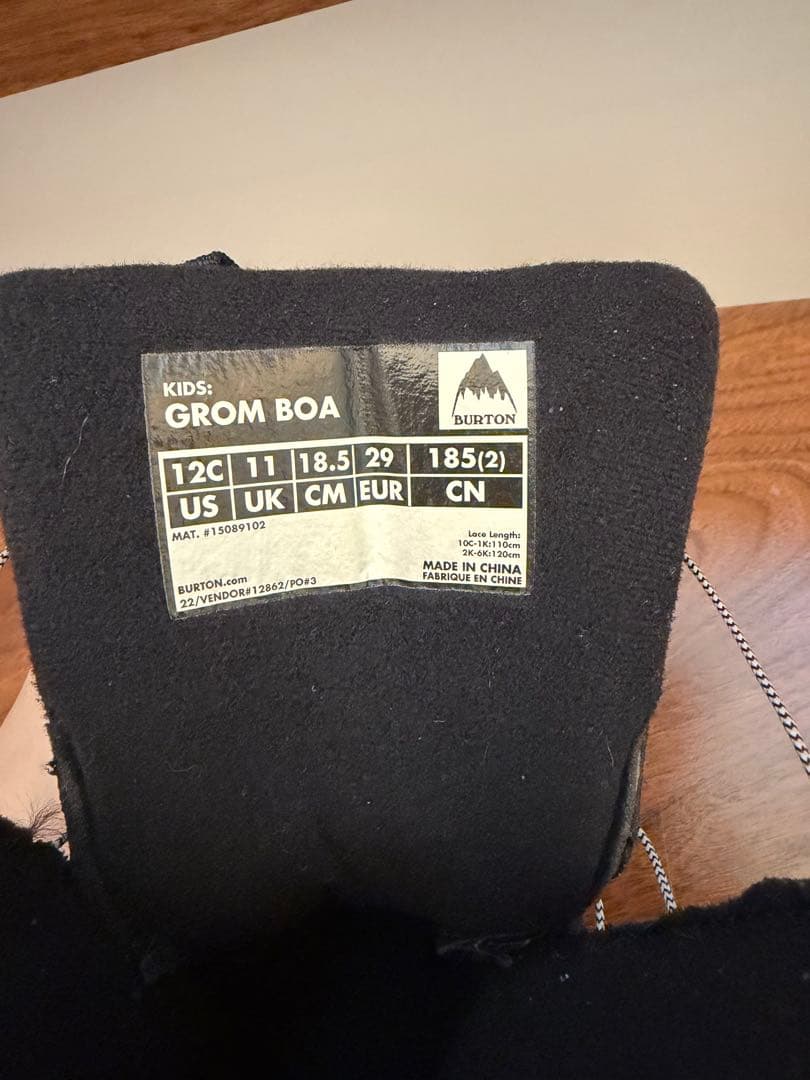 KIDS:
GROM BOA
BURTON
12C 11 18.5 29 185(2)
US UK CM EUR CN
MAT. #15089102
Lace Length:
10C-1K:110cm
2K-6K:120cm
MADE IN CHINA
FABRIQUE EN CHINE
BURTON.com
22/VENDOR#12862/PO#3